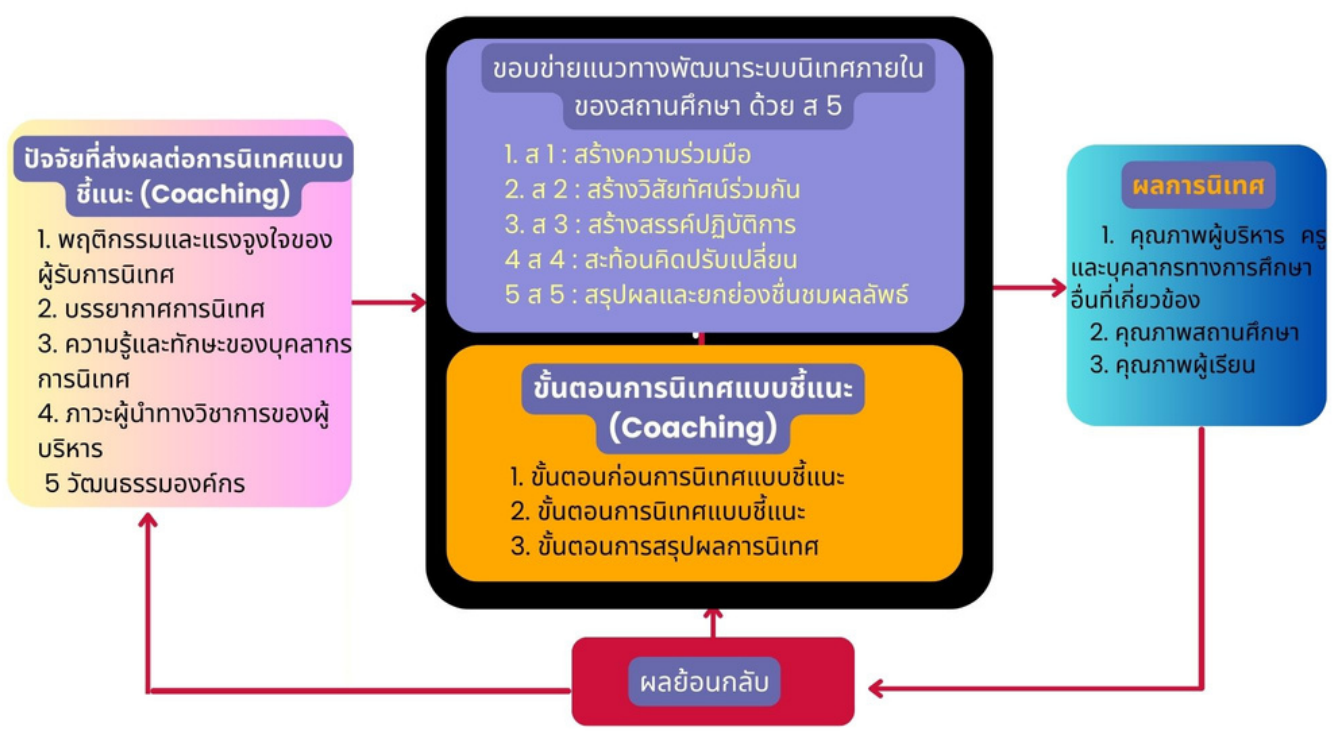 ปัจจัยที่ส่งผลต่อการนิเทศแบบ
ชี้แนะ (Coaching)
1. พฤติกรรมและแรงจูงใจของ
ผู้รับการนิเทศ
2. บรรยากาศการนิเทศ
3. ความรู้และทักษะของบุคลากร
การนิเทศ
4. ภาวะผู้นำทางวิชาการของผู้
บริหาร
5 วัฒนธรรมองค์กร
ขอบข่ายแนวทางพัฒนาระบบนิเทศภายใน
ของสถานศึกษา ด้วย ส 5
1. ส 1 : สร้างความร่วมมือ
2. ส 2 : สร้างวิสัยทัศน์ร่วมกัน
3. ส 3 : สร้างสรรค์ปฏิบัติการ
4 ส 4 : สะท้อนคิดปรับเปลี่ยน
5 ส 5 : สรุปผลและยกย่องชื่นชมผลลัพธ์
ขั้นตอนการนิเทศแบบชี้แนะ
(Coaching)
1. ขั้นตอนก่อนการนิเทศแบบชี้แนะ
2. ขั้นตอนการนิเทศแบบชี้แนะ
3. ขั้นตอนการสรุปผลการนิเทศ
ผลการนิเทศ
1. คุณภาพผู้บริหาร ครู
และบุคลากรทางการศึกษา
อื่นที่เกี่ยวข้อง
2. คุณภาพสถานศึกษา
3. คุณภาพผู้เรียน
ผลย้อนกลับ